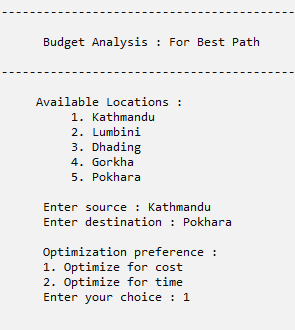 --------------------------------------------
Budget Analysis : For Best Path
--------------------------------------------
Available Locations :
1. Kathmandu
2. Lumbini
3. Dhading
4. Gorkha
5. Pokhara
Enter source : Kathmandu
Enter destination : Pokhara
Optimization preference :
1. Optimize for cost
2. Optimize for time
Enter your choice : 1